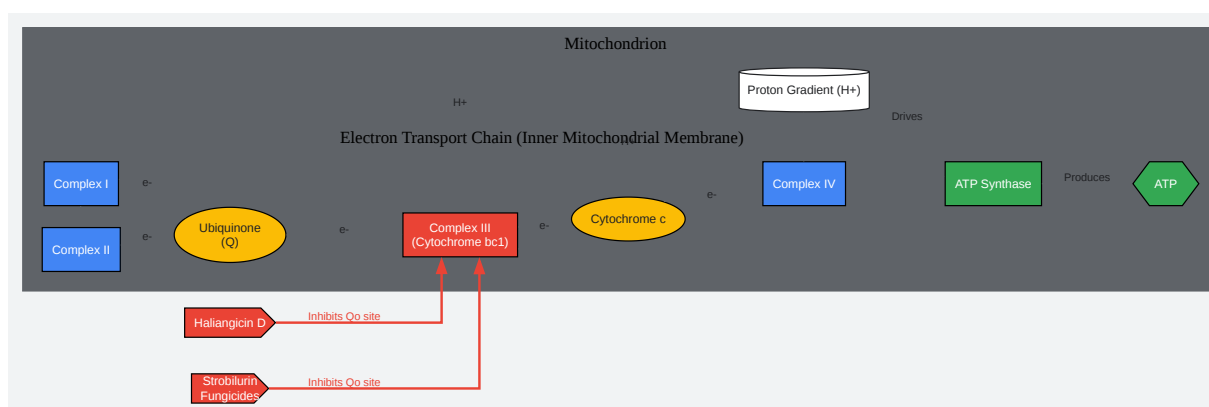 Mitochondrion
Proton Gradient (H+)
H+
Drives
Electron Transport Chain (Inner Mitochondrial Membrane)
H+
Complex I
e-
Complex IV
ATP Synthase
Produces
ATP
e-
Complex II
e-
Ubiquinone
(Q)
e-
Complex III
(Cytochrome bc1)
e-
Cytochrome c
Haliangicin D
Inhibits Qo site
Strobilurin
Fungicides
Inhibits Qo site